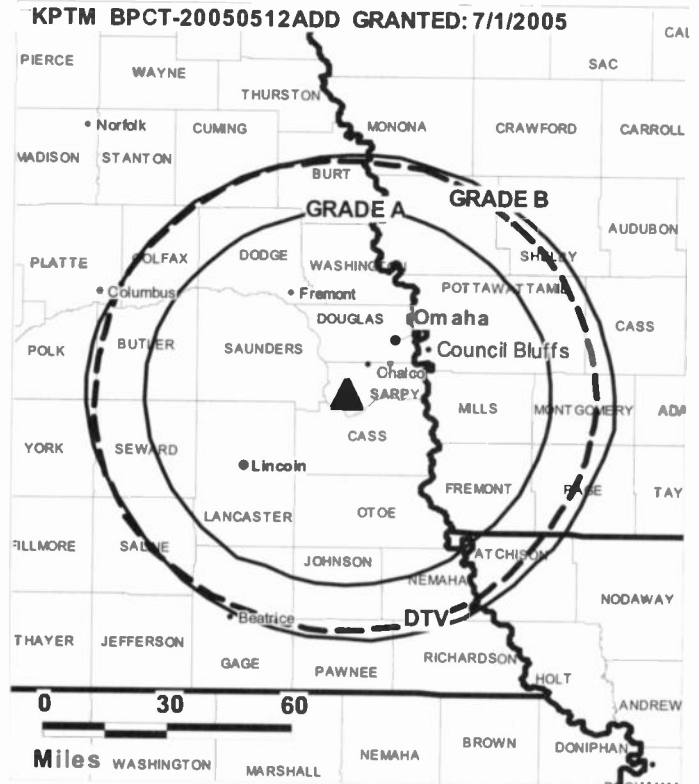 KPTM BPCT-20050512ADD GRANTED: 7/1/2005
CAL
PIERCE
SAC
WAYNE
THURSTON
Norfolk
CUMING
MONONA
CRAWFORD
CARROLL
MADISON
STANTON
BURT
GRADE B
GRADE A
AUDUBON
COLFAX
DODGE
SHELBY
PLATTE
WASHINGTON
Columbus
Fremont
POTTAWATTAMIE
DOUGLAS
Omaha
CASS
POLK
BUTLER
SAUNDERS
Council Bluffs
Chalco
SARPY
MILLS
MONTGOMERY
ADA
CASS
YORK
SEWARD
Lincoln
FREMONT
PAGE
TAY
LANCASTER
OTOE
FILLMORE
SALINE
JOHNSON
ATCHISON
NEMAHA
NODAWAY
Beatrice
DTV
THAYER
JEFFERSON
GAGE
PAWNEE
RICHARDSON
HOLT
0 30 60
ANDREW
Miles
WASHINGTON
MARSHALL
NEMAHA
BROWN
DONIPHAN